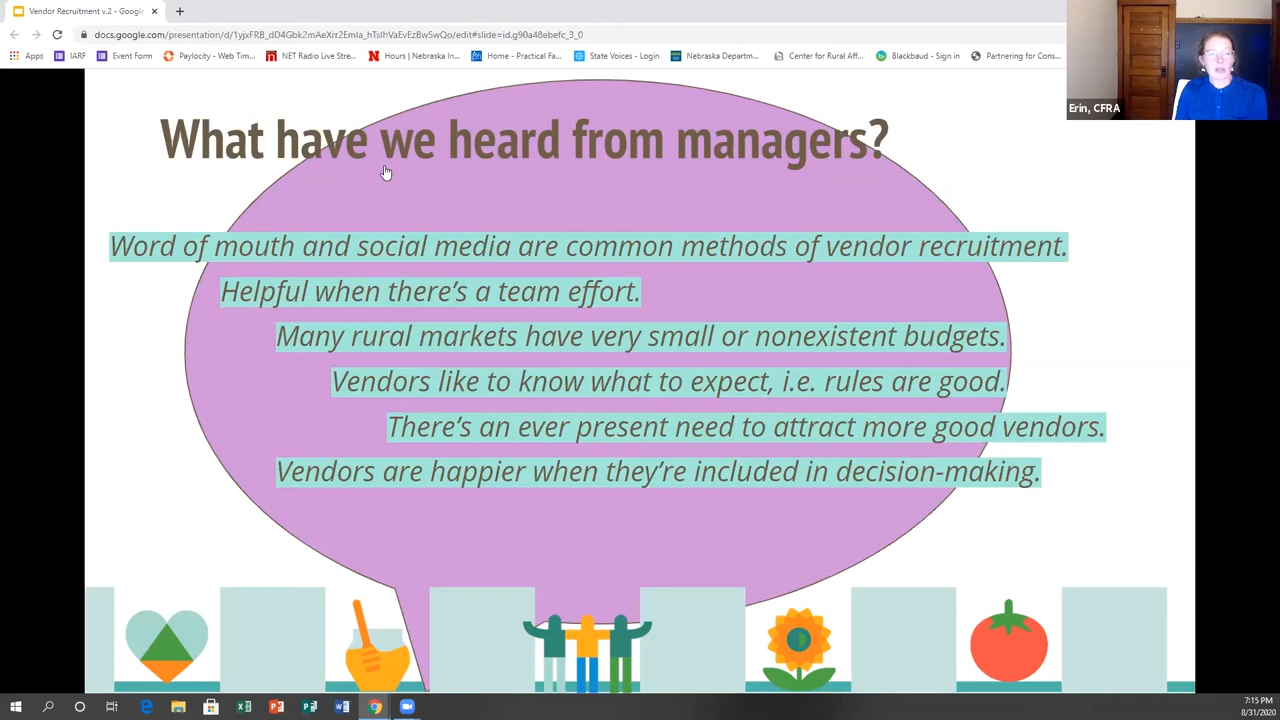 Vendor Recruitment v.2 - Googl
docs.google.com/presentation/d/1yjxFRB_dD4Gbk2mAeXrr2EmIa_hTsIhVaEvEzBw5wQo/edit#slide=id.g90a48ebefc_3_0
Apps IARF Event Form Paylocity - Web Tim... NET Radio Live Stre... Hours | Nebraska In... Home - Practical Fa... State Voices - Login Nebraska Depart... Center for Rural Aff... Blackbaud - Sign in Partnering for Cons...
Erin, CFRA
What have we heard from managers?
Word of mouth and social media are common methods of vendor recruitment.
Helpful when there's a team effort.
Many rural markets have very small or nonexistent budgets.
Vendors like to know what to expect, i.e. rules are good.
There's an ever present need to attract more good vendors.
Vendors are happier when they're included in decision-making.
7:15 PM
8/31/2020